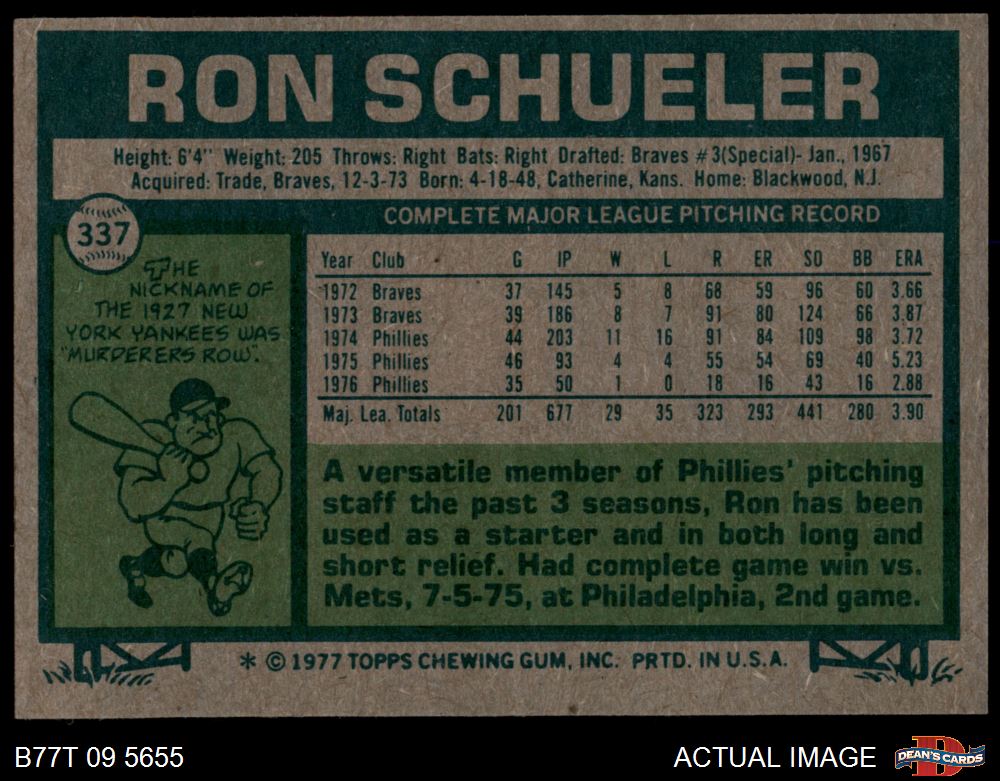 RON SCHUELER
Height: 6'4" Weight: 205 Throws: Right Bats: Right Drafted: Braves #3(Special)- Jan., 1967
Acquired: Trade, Braves, 12-3-73 Born: 4-18-48, Catherine, Kans. Home: Blackwood, N.J.
337
THE
NICKNAME OF
THE 1927 NEW
YORK YANKEES WAS
"MURDERERS ROW".
COMPLETE MAJOR LEAGUE PITCHING RECORD
Year Club G IP W L R ER SO BB ERA
1972 Braves 37 145 5 8 68 59 96 60 3.66
1973 Braves 39 186 8 7 91 80 124 66 3.87
1974 Phillies 44 203 11 16 91 84 109 98 3.72
1975 Phillies 46 93 4 4 55 54 69 40 5.23
1976 Phillies 35 50 1 0 18 16 43 16 2.88
Maj. Lea. Totals 201 677 29 35 323 293 441 280 3.90
A versatile member of Phillies' pitching
staff the past 3 seasons, Ron has been
used as a starter and in both long and
short relief. Had complete game win vs.
Mets, 7-5-75, at Philadelphia, 2nd game.
* © 1977 TOPPS CHEWING GUM, INC. PRTD. IN U.S.A.
B77T 09 5655
ACTUAL IMAGE
D
DEAN'S CARDS